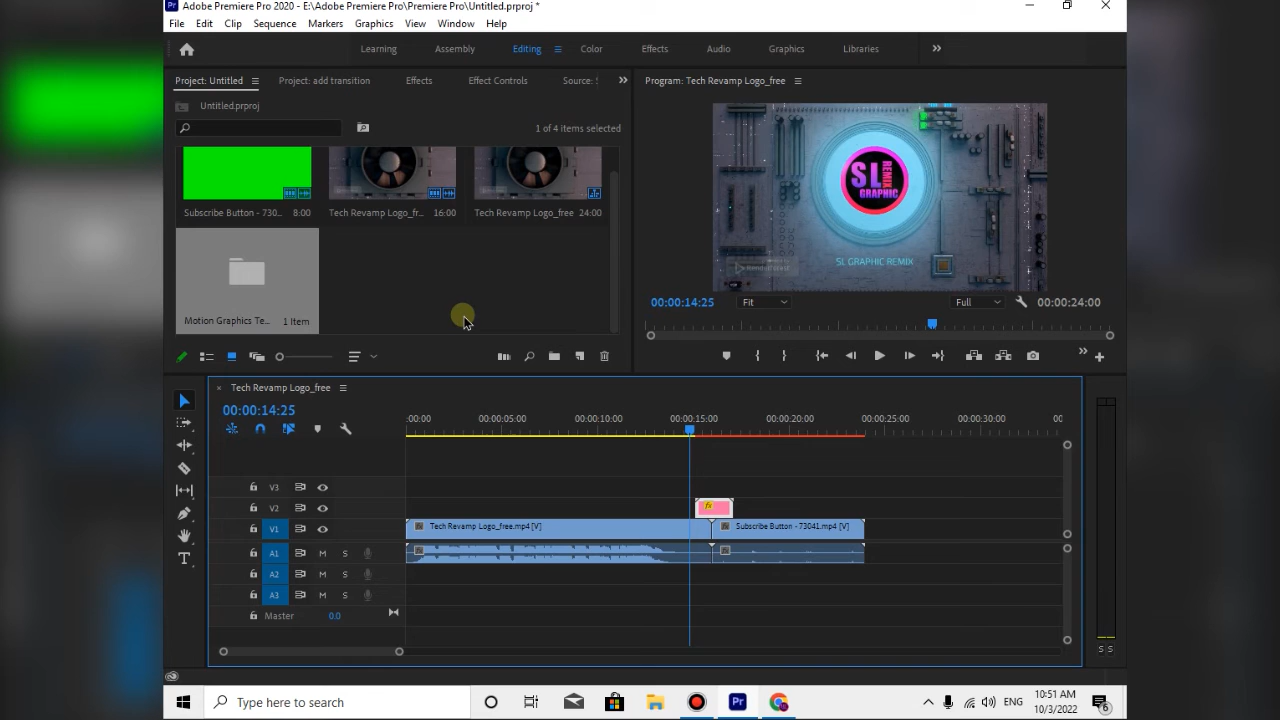 Adobe Premiere Pro 2020 - E:\Adobe Premiere Pro\Premiere Pro\Untitled.prproj *
File Edit Clip Sequence Markers Graphics View Window Help
Learning Assembly Editing Color Effects Audio Graphics Libraries
Project: Untitled Project: add transition Effects Effect Controls Source: Program: Tech Revamp Logo_free
Untitled.prproj
1 of 4 items selected
SL REMIX GRAPHIC
Subscribe Button - 730... 8:00 Tech Revamp Logo_fr... 16:00 Tech Revamp Logo_free 24:00
SL GRAPHIC REMIX
Motion Graphics Te... 1 Item
00:00:14:25 Fit Full 00:00:24:00
Tech Revamp Logo_free
00:00:14:25
:00:00 00:00:05:00 00:00:10:00 00:00:15:00 00:00:20:00 00:00:25:00 00:00:30:00 00
V3
V2 fx
V1 fx Tech Revamp Logo_free.mp4 [V] fx Subscribe Button - 73041.mp4 [V]
A1 M S fx fx
A2 M S
A3 M S
Master 0.0
S S
Type here to search Pr ENG 10:51 AM
10/3/2022 6